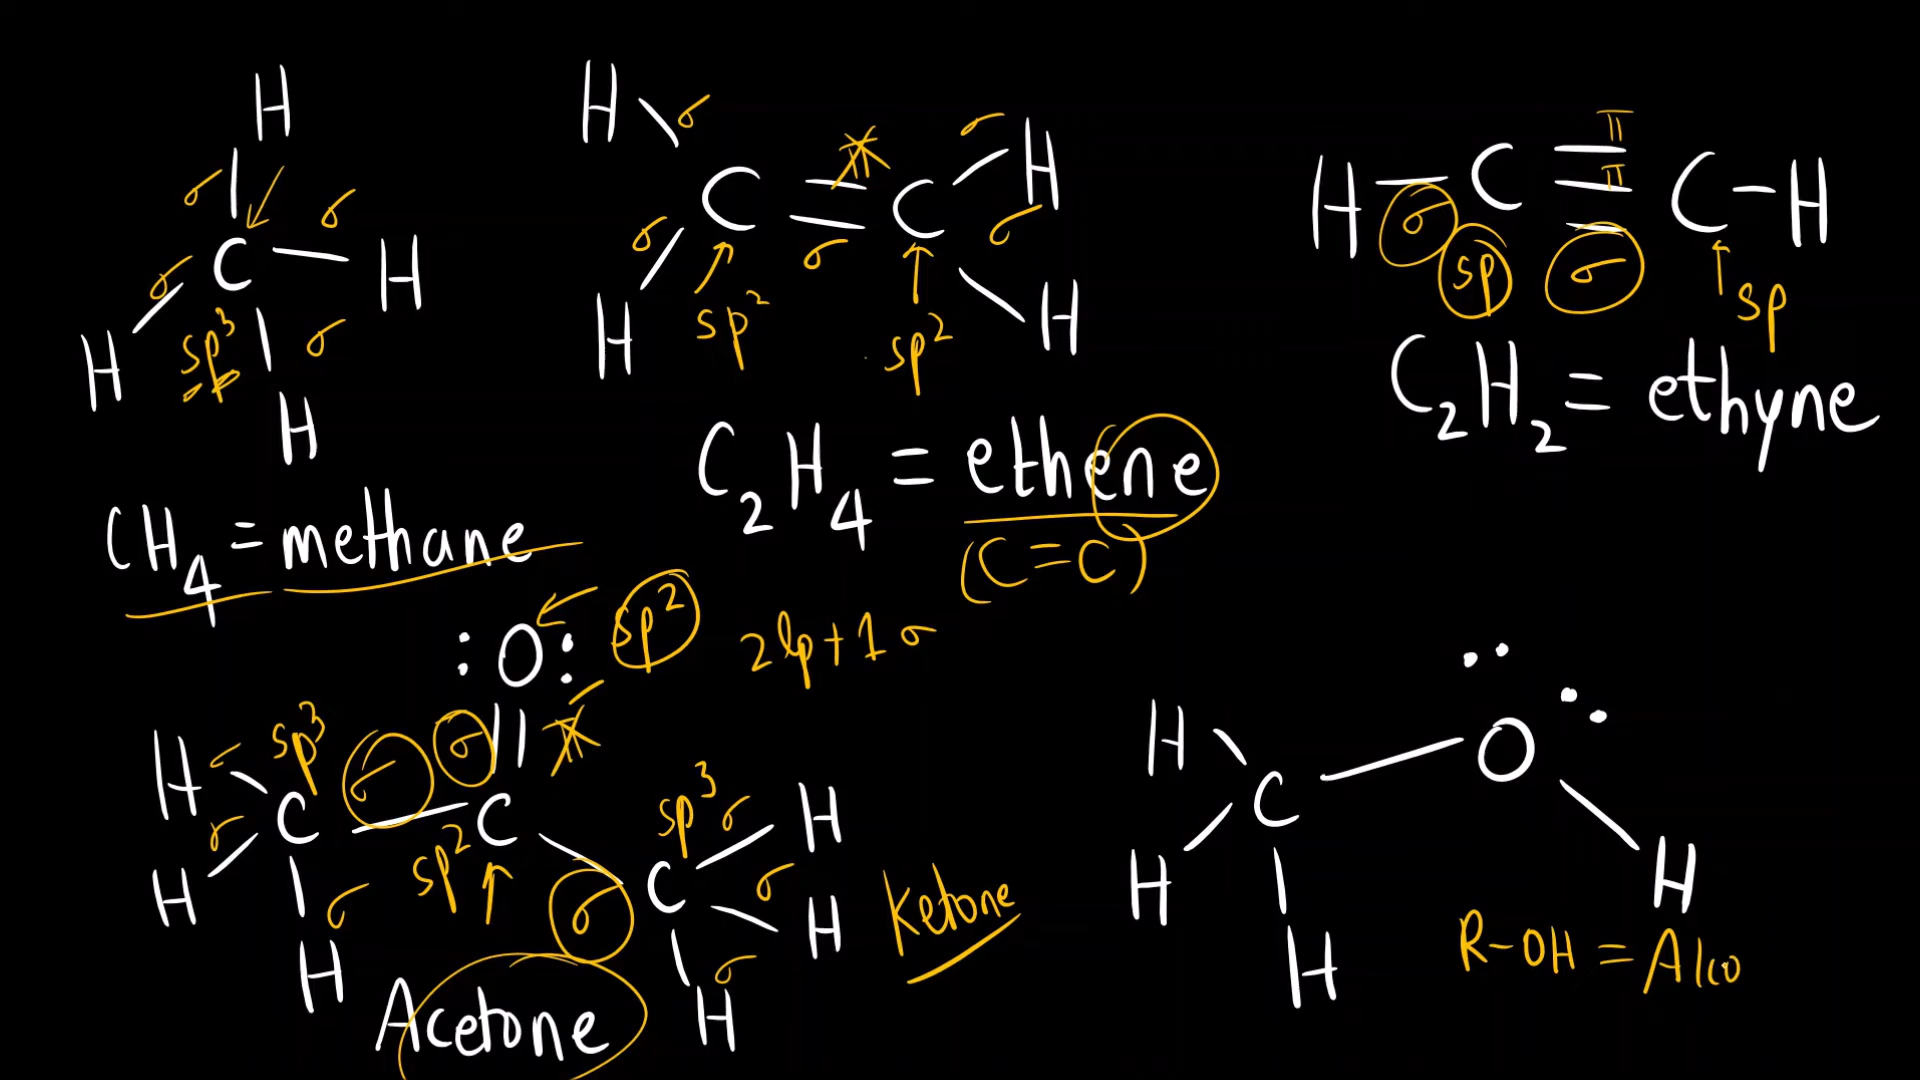 H
σ σ
C H
σ
H sp³ σ
H
CH₄ = methane
H σ σ H
C π C
σ σ σ
H sp² sp² H
C₂H₄ = ethene
(C=C)
π
π
H-C≡C-H
σ sp σ sp
C₂H₂ = ethyne
:O: sp² 2lp+1σ
H σ sp³ σ σ || π
C C sp³ σ H
σ sp² C σ
H σ σ H
H σ
H
Ketone
Acetone
H C O
H H
H
R-OH = Alco